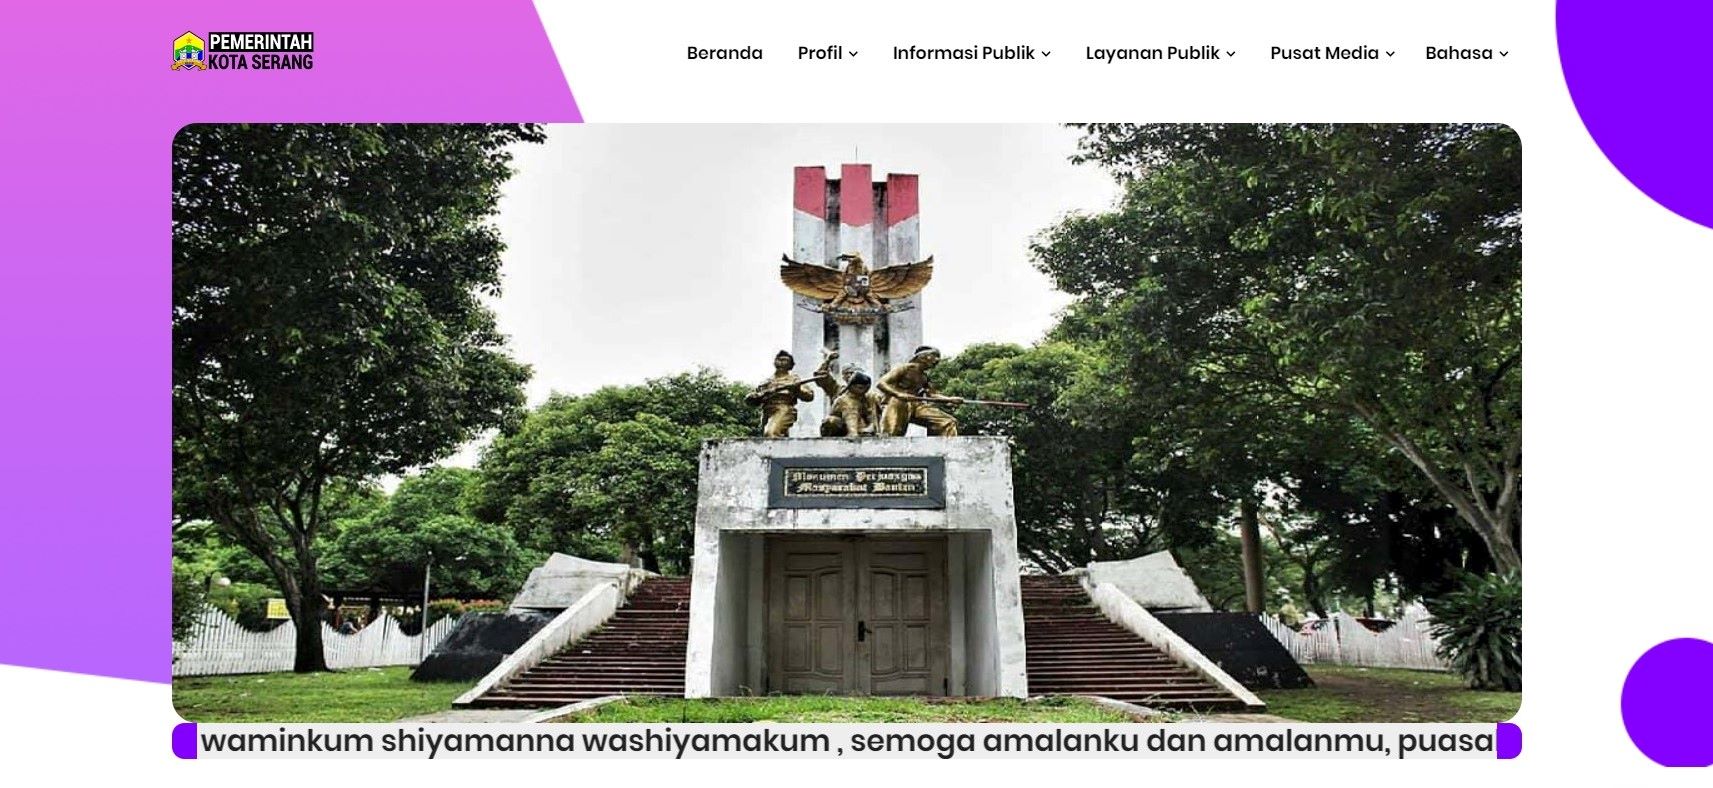 PEMERINTAH
KOTA SERANG
Beranda Profil Informasi Publik Layanan Publik Pusat Media Bahasa
Monumen Perjuangan
Masyarakat Banten
waminkum shiyamanna washiyamakum , semoga amalanku dan amalanmu, puasa